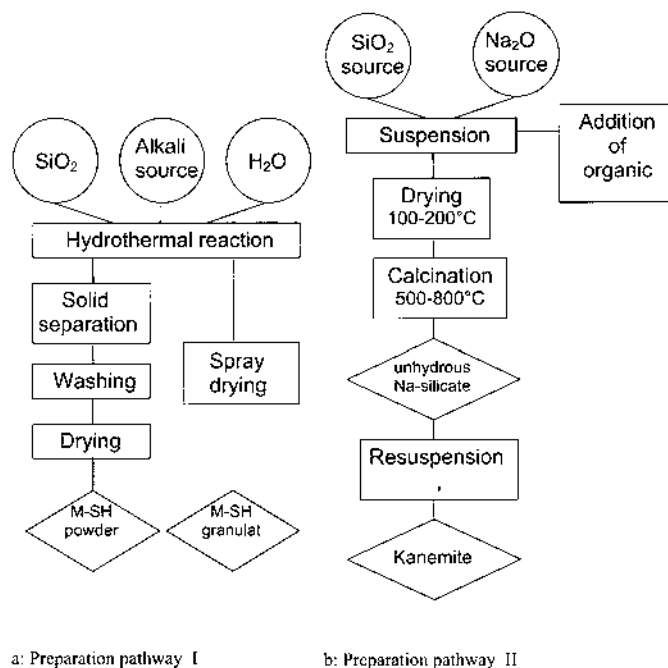 SiO2
Alkali
source
H2O
Hydrothermal reaction
Solid
separation
Washing
Drying
M-SH
powder
Spray
drying
M-SH
granulat
a: Preparation pathway I
SiO2
source
Na2O
source
Suspension
Addition
of
organic
Drying
100-200°C
Calcination
500-800°C
unhydrous
Na-silicate
Resuspension
,
Kanemite
b: Preparation pathway II